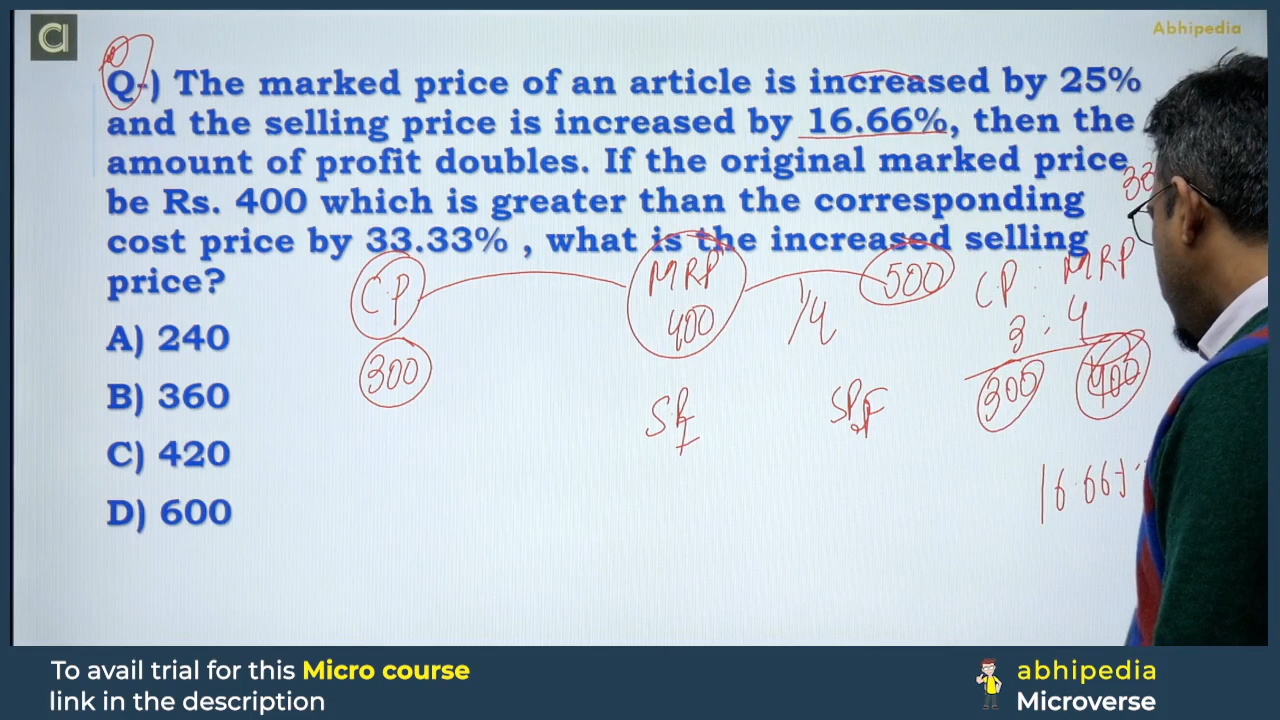 Abhipedia
Q-) The marked price of an article is increased by 25%
and the selling price is increased by 16.66%, then the
amount of profit doubles. If the original marked price
be Rs. 400 which is greater than the corresponding
cost price by 33.33% , what is the increased selling
price?
A) 240
B) 360
C) 420
D) 600
C.P
300
MRP
400
1/4
500
C.P : MRP
3 : 4
300 400
33
16.66%
To avail trial for this Micro course
link in the description
abhipedia
Microverse